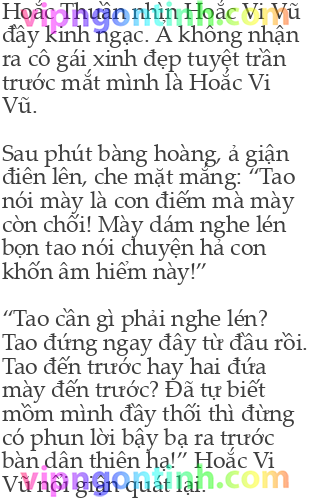 Hoắc Thuần nhìn Hoắc Vi Vũ
đầy kinh ngạc. Ả không nhận
ra cô gái xinh đẹp tuyệt trần
trước mắt mình là Hoắc Vi
Vũ.
Sau phút bàng hoàng, ả giận
điên lên, che mặt mắng: “Tao
nói mày là con điếm mà mày
còn chối! Mày dám nghe lén
bọn tao nói chuyện hả con
khốn âm hiểm này!”
“Tao cần gì phải nghe lén?
Tao đứng ngay đây từ đầu rồi.
Tao đến trước hay hai đứa
mày đến trước? Đã tự biết
mồm mình đầy thối thì đừng
có phun lời bậy bạ ra trước
bàn dân thiên hạ!” Hoắc Vi
Vũ nổi giận quát lại.
vipngontinh.com
vipngontinh.com